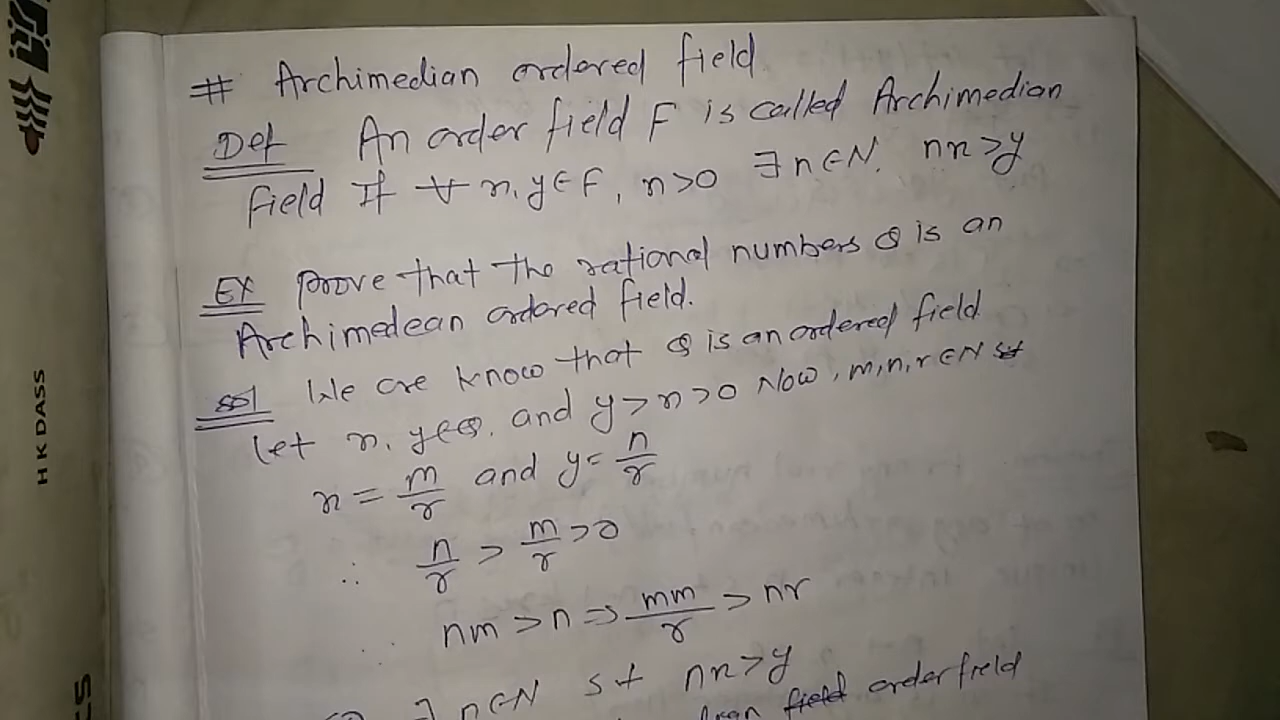 # Archimedian ordered field
Def An order field F is called Archimedian
field If ∀ x, y ∈ F, x>0 ∃ n ∈ N. nx>y
Ex prove that the rational numbers Q is an
Archimedean ordered field.
Sol We are know that Q is an ordered field
Let x, y∈Q, and y>x>0 Now, m,n,r ∈N st
x = m/r and y = n/r
∴ n/r > m/r >0
∴ nm > n ⇒ mm/r > nr
∃ n∈N st nx>y
order field
H K DASS